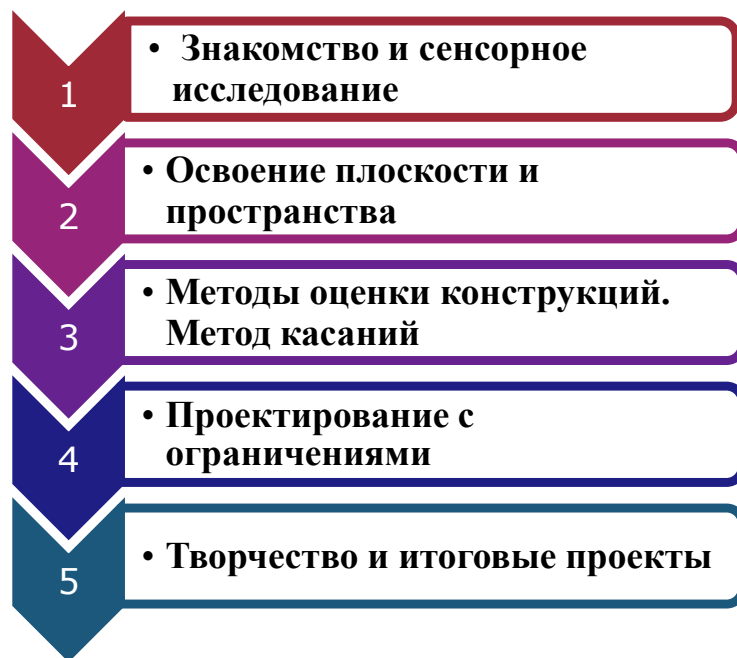 1
• Знакомство и сенсорное
исследование
2
• Освоение плоскости и
пространства
3
• Методы оценки конструкций.
Метод касаний
4
• Проектирование с
ограничениями
5
• Творчество и итоговые проекты